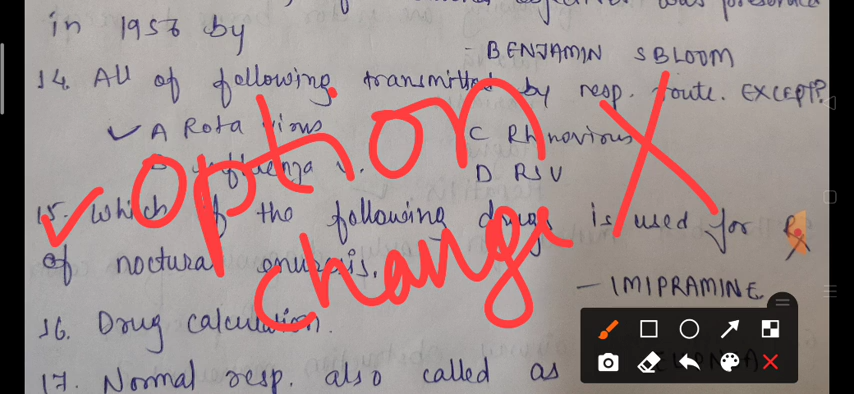 in 1956 by
- BENJAMIN S BLOOM
14. All of following transmitted by resp. route. EXCEPT?
A Rota virus
C Rhinovirus
D RSV
option change
15. Which of the following drugs is used for Rx
of noctural enuresis.
- IMIPRAMINE
16. Drug calculation.
17. Normal resp. also called as